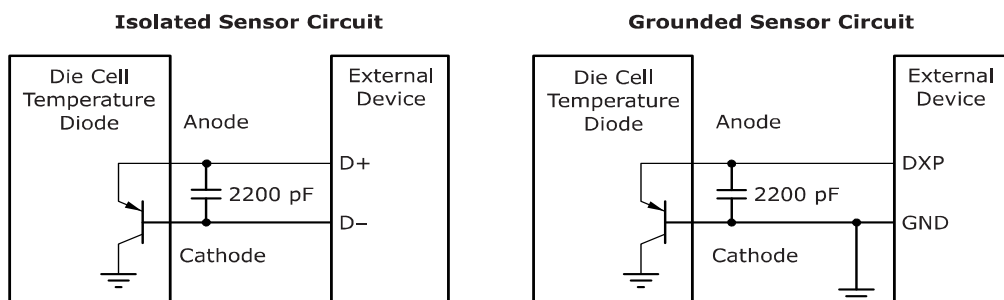 Isolated Sensor Circuit
Die Cell
Temperature
Diode
External
Device
Anode
D+
2200 pF
D−
Cathode
Grounded Sensor Circuit
Die Cell
Temperature
Diode
External
Device
Anode
DXP
2200 pF
GND
Cathode